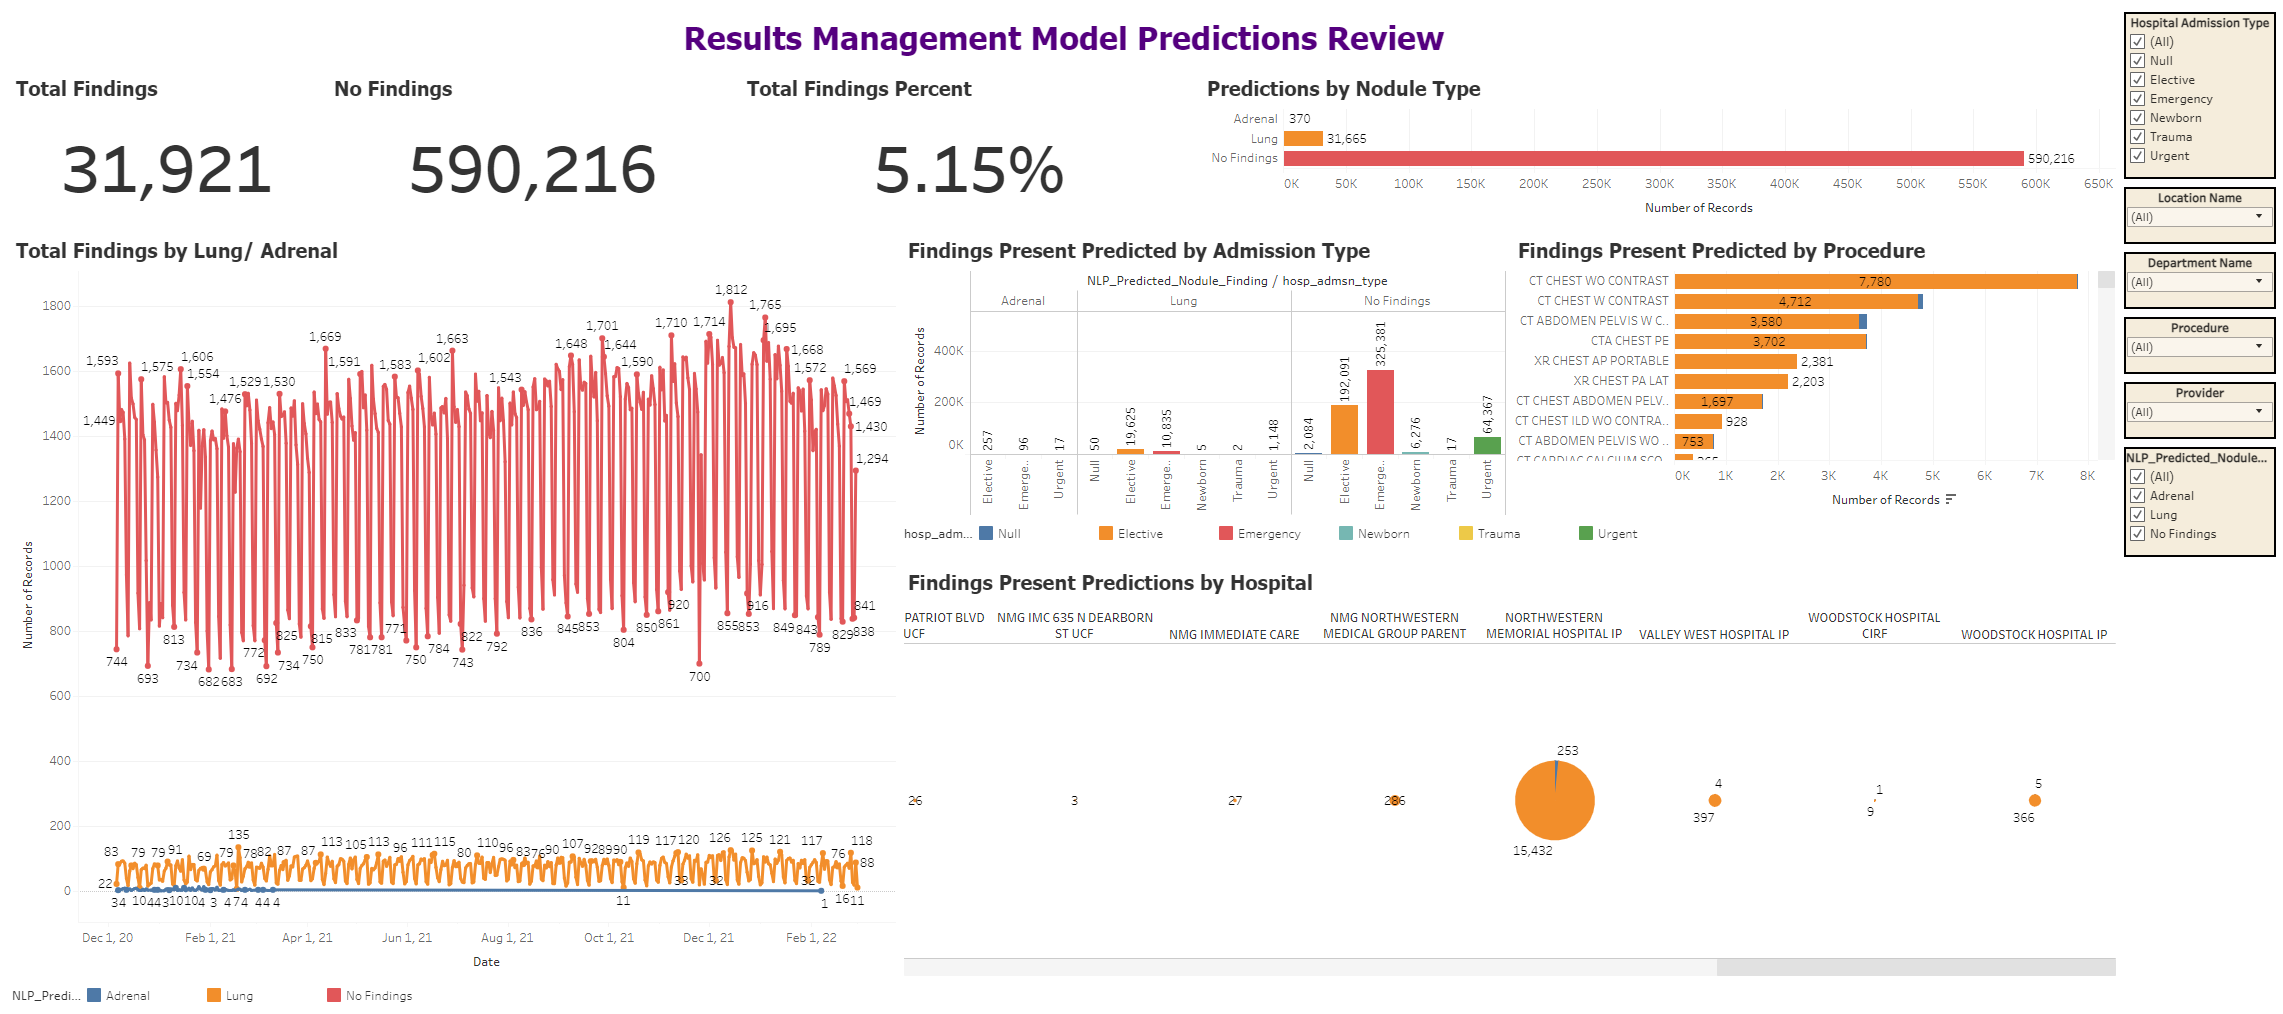 Results Management Model Predictions Review
Total Findings
31,921
No Findings
590,216
Total Findings Percent
5.15%
Predictions by Nodule Type
Adrenal 370
Lung 31,665
No Findings 590,216
0K 50K 100K 150K 200K 250K 300K 350K 400K 450K 500K 550K 600K 650K
Number of Records
Total Findings by Lung/ Adrenal
Number of Records
1800
1600
1400
1200
1000
800
600
400
200
0
1,812
1,765
1,710 1,714
1,701
1,695
1,669 1,663
1,668
1,648 1,644
1,606
1,593 1,575 1,591 1,583 1,602 1,590 1,572 1,569
1,554
1,529 1,530 1,543
1,476
1,469
1,449
1,430
1,294
744 693 813 734 682 683 772 692 825 734 815 750 833 781 781 771 750 784 822 743 792 836 845 853 804 850 861 920 700 855 853 916 849 843 789 829 838 841
83 79 79 91 69 79 135 78 82 87 87 113 105 113 96 111 115 80 110 96 83 76 90 107 92 89 90 119 117 120 126 125 121 117 76 118 88
22 33 32 32 11 16 11
34 10 44 3 10 10 4 3 4 74 44 4 1
Dec 1, 20 Feb 1, 21 Apr 1, 21 Jun 1, 21 Aug 1, 21 Oct 1, 21 Dec 1, 21 Feb 1, 22
Date
NLP_Predi... Adrenal Lung No Findings
Findings Present Predicted by Admission Type
NLP_Predicted_Nodule_Finding / hosp_admsn_type
Adrenal Lung No Findings
Number of Records
400K
200K
0K
257 96 17 50 19,625 10,835 5 2 1,148 2,084 192,091 325,381 6,276 17 64,367
Elective Emerge.. Urgent Null Elective Emerge.. Newborn Trauma Urgent Null Elective Emerge.. Newborn Trauma Urgent
hosp_adm... Null Elective Emergency Newborn Trauma Urgent
Findings Present Predicted by Procedure
CT CHEST WO CONTRAST 7,780
CT CHEST W CONTRAST 4,712
CT ABDOMEN PELVIS W C.. 3,580
CTA CHEST PE 3,702
XR CHEST AP PORTABLE 2,381
XR CHEST PA LAT 2,203
CT CHEST ABDOMEN PELV.. 1,697
CT CHEST ILD WO CONTRA.. 928
CT ABDOMEN PELVIS WO .. 753
CT CARDIAC CALCIUM SCO.. 365
0K 1K 2K 3K 4K 5K 6K 7K 8K
Number of Records
Findings Present Predictions by Hospital
PATRIOT BLVD
UCF
NMG IMC 635 N DEARBORN
ST UCF
NMG IMMEDIATE CARE
NMG NORTHWESTERN
MEDICAL GROUP PARENT
NORTHWESTERN
MEMORIAL HOSPITAL IP
VALLEY WEST HOSPITAL IP
WOODSTOCK HOSPITAL
CIRF
WOODSTOCK HOSPITAL IP
26
3
27
286
253
15,432
4
397
1
9
5
366
Hospital Admission Type
(All)
Null
Elective
Emergency
Newborn
Trauma
Urgent
Location Name
(All)
Department Name
(All)
Procedure
(All)
Provider
(All)
NLP_Predicted_Nodule...
(All)
Adrenal
Lung
No Findings